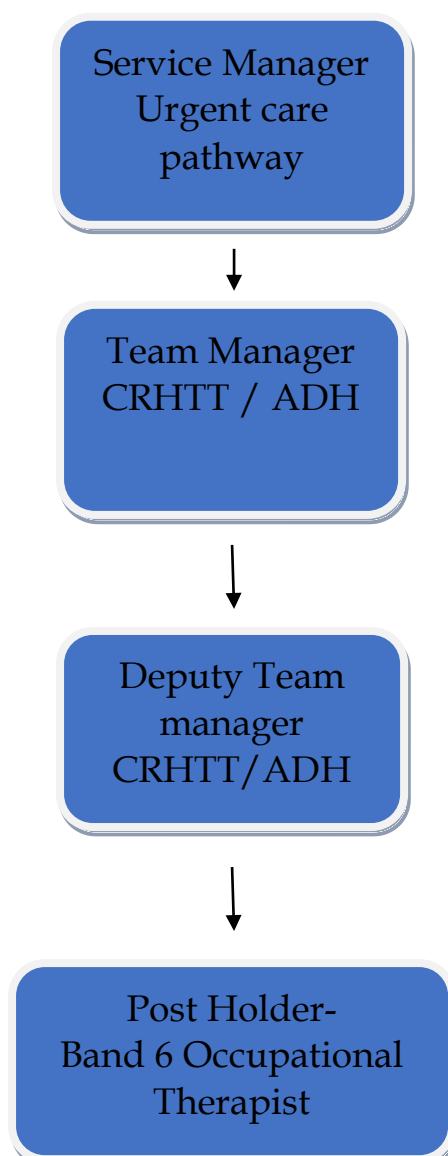 Service Manager
Urgent care
pathway
Team Manager
CRHTT / ADH
Deputy Team
manager
CRHTT/ADH
Post Holder-
Band 6 Occupational
Therapist